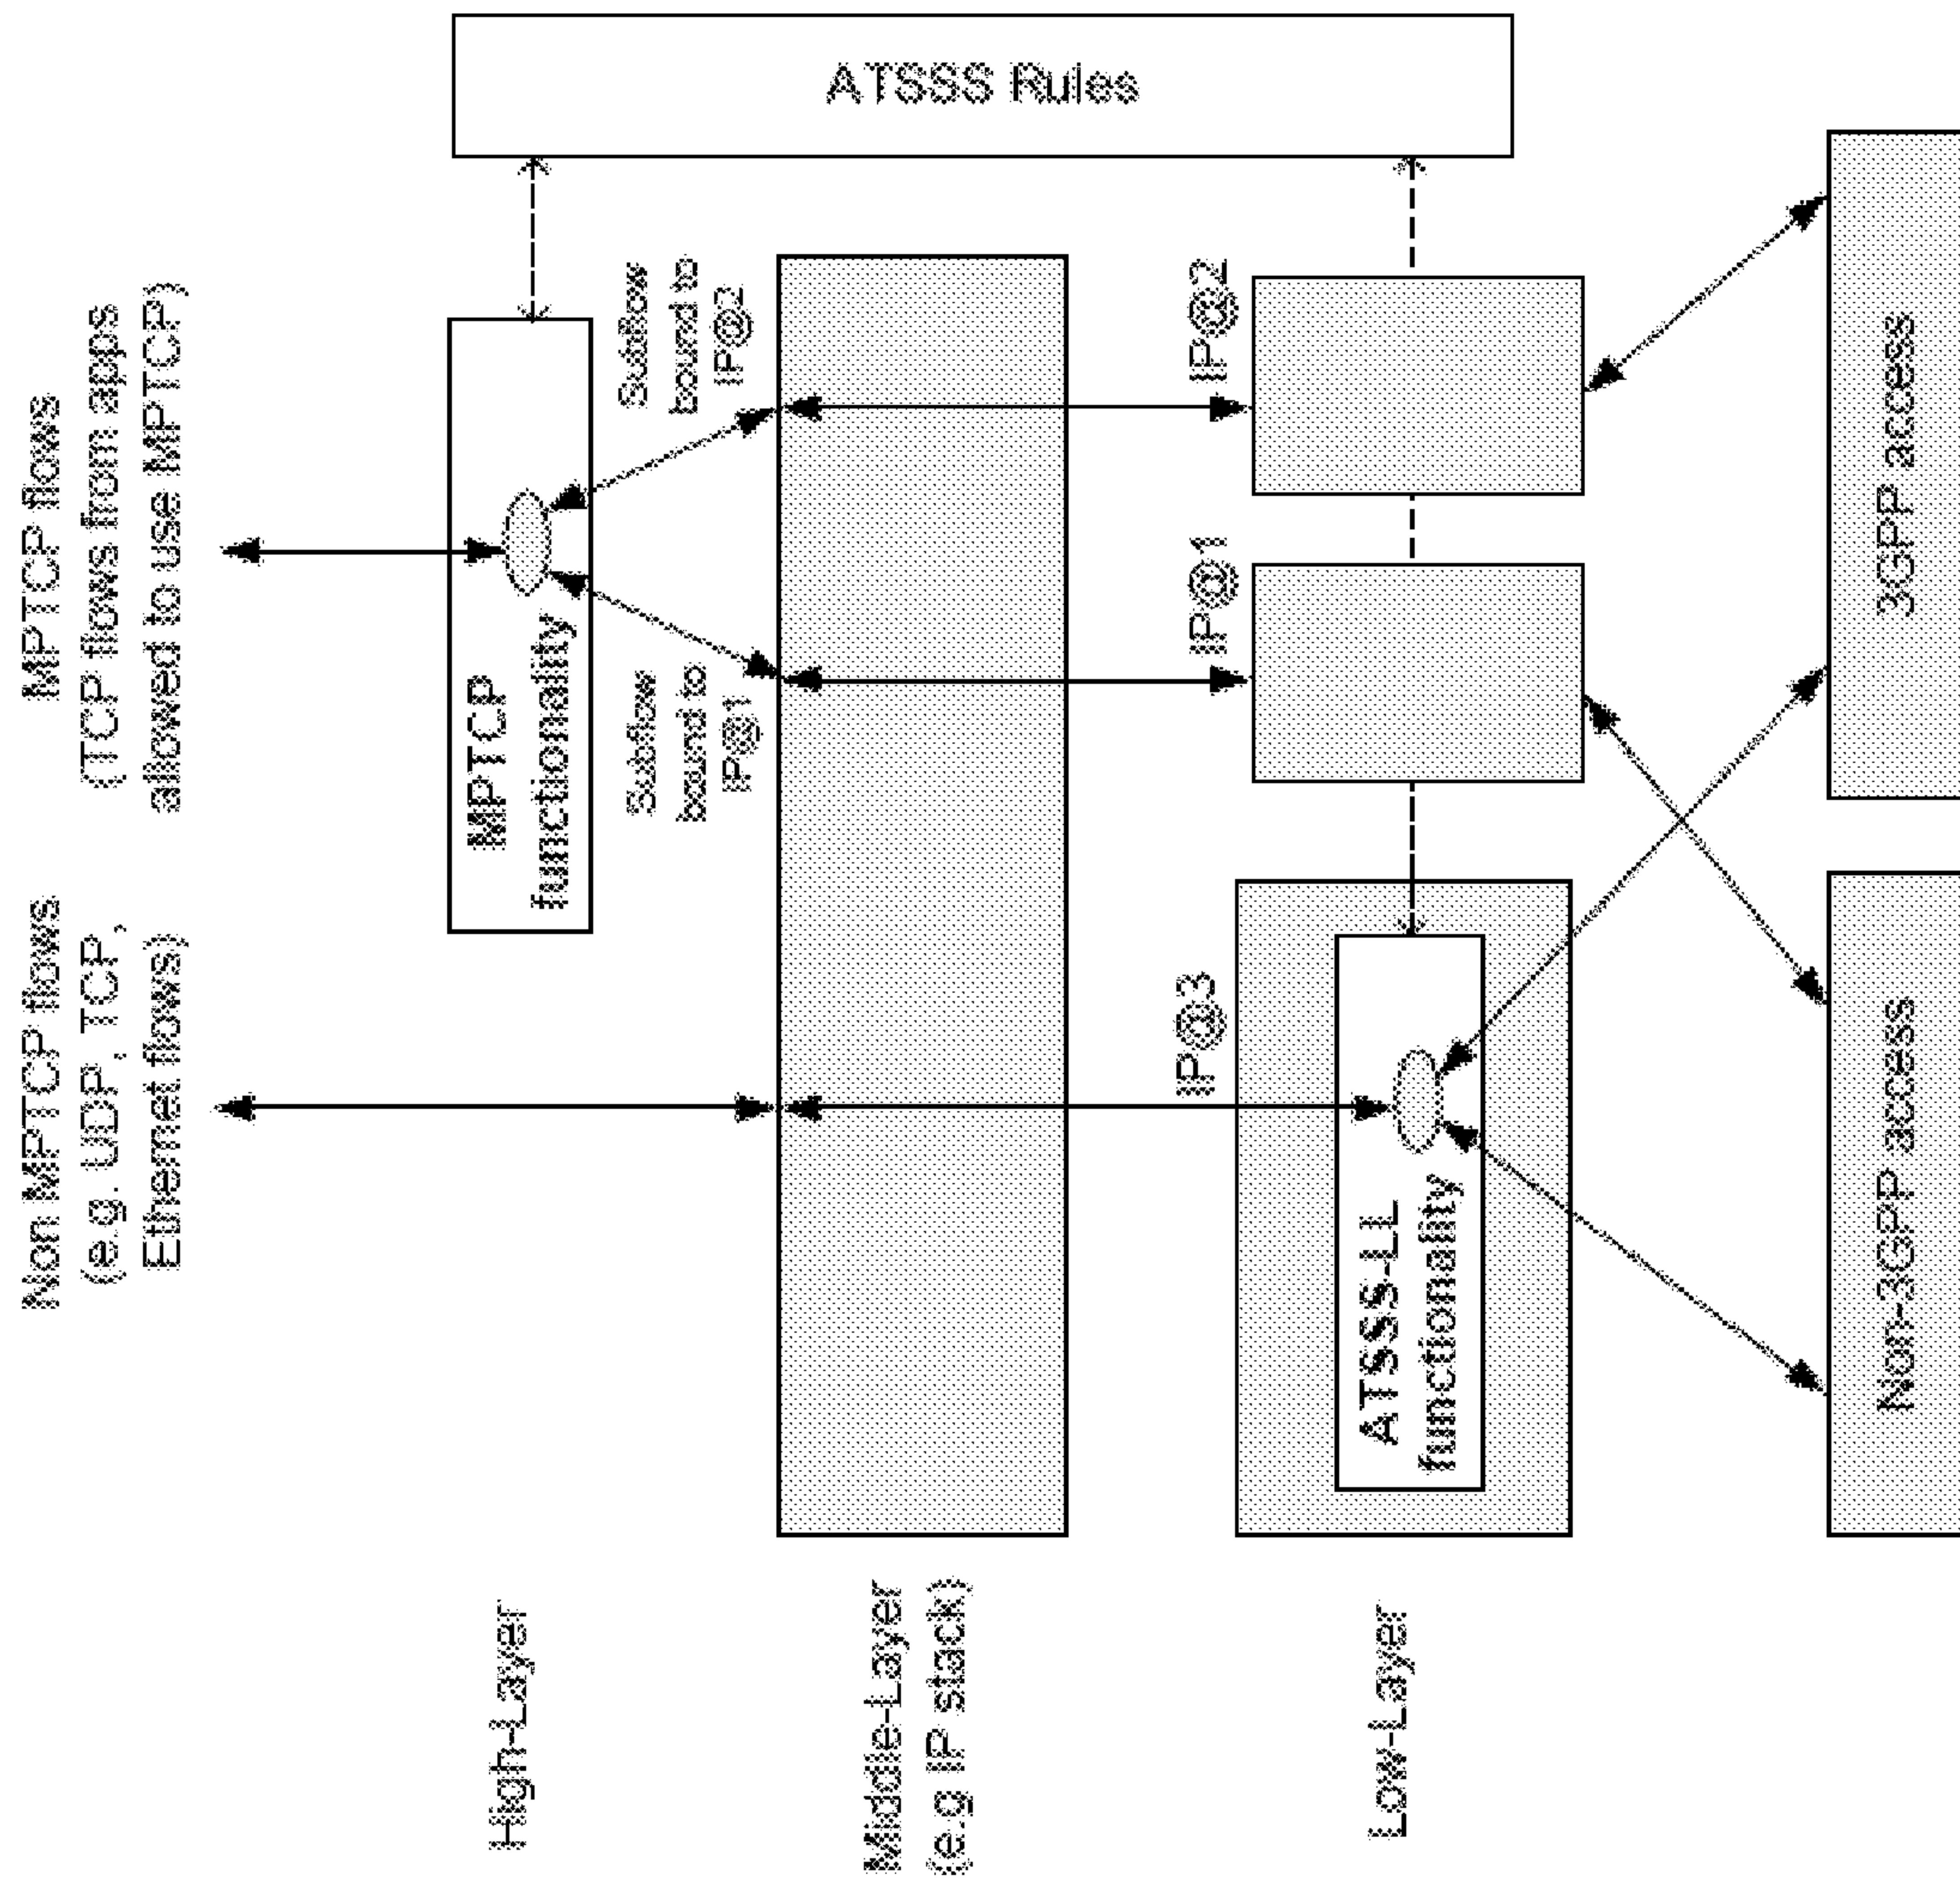 Non MPTCP flows
(e.g. UDP, TCP,
Ethernet flows)
MPTCP flows
(TCP flows from apps
allowed to use MPTCP)
High-Layer
MPTCP
functionality
ATSSS Rules
Subflow
bound to
IP@1
Subflow
bound to
IP@2
Middle-Layer
(e.g IP stack)
IP@3
IP@1
IP@2
Low-Layer
ATSSS-LL
functionality
Non-3GPP access
3GPP access